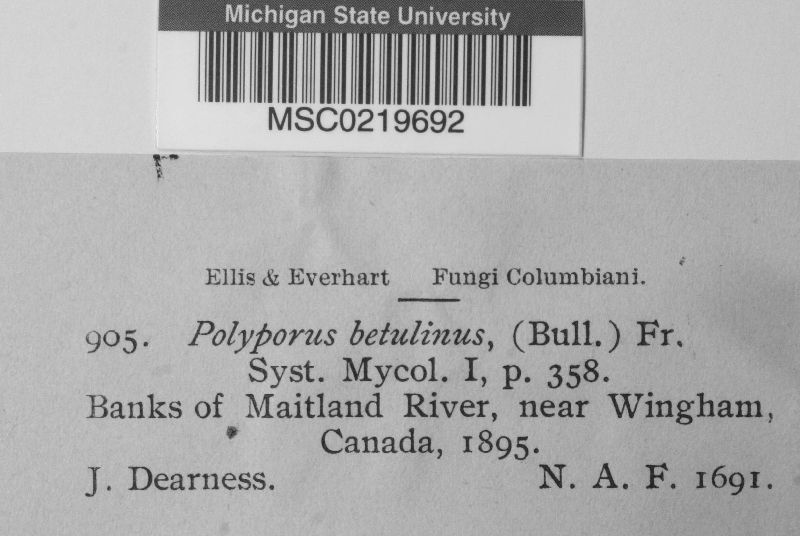 Michigan State University
MSC0219692
Ellis & Everhart Fungi Columbiani.
905. Polyporus betulinus, (Bull.) Fr.
Syst. Mycol. I, p. 358.
Banks of Maitland River, near Wingham,
Canada, 1895.
J. Dearness. N. A. F. 1691.